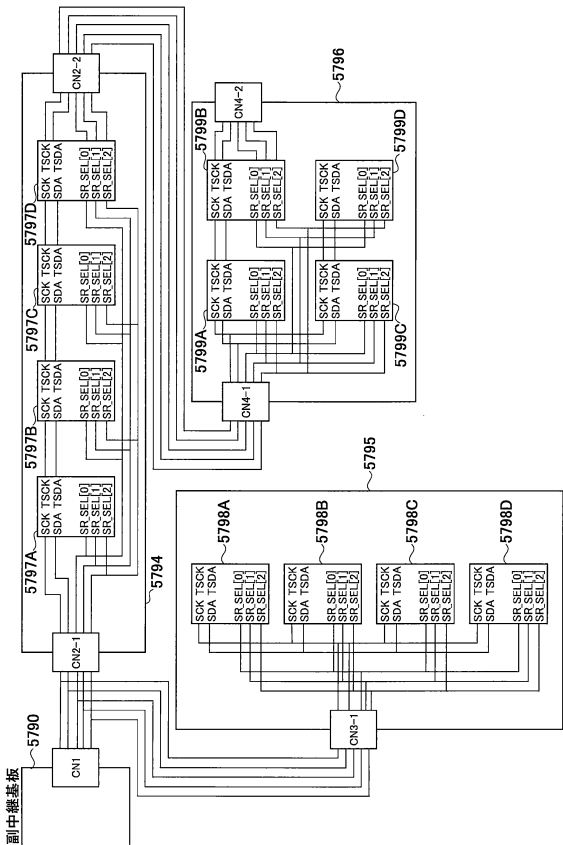 副中継基板
5790
CN1
CN2-1
5794
5797A
SCK TSCK
SDA TSDA
SR_SEL[0]
SR_SEL[1]
SR_SEL[2]
5797B
SCK TSCK
SDA TSDA
SR_SEL[0]
SR_SEL[1]
SR_SEL[2]
5797C
SCK TSCK
SDA TSDA
SR_SEL[0]
SR_SEL[1]
SR_SEL[2]
5797D
SCK TSCK
SDA TSDA
SR_SEL[0]
SR_SEL[1]
SR_SEL[2]
CN2-2
CN3-1
5795
5798A
SCK TSCK
SDA TSDA
SR_SEL[0]
SR_SEL[1]
SR_SEL[2]
5798B
SCK TSCK
SDA TSDA
SR_SEL[0]
SR_SEL[1]
SR_SEL[2]
5798C
SCK TSCK
SDA TSDA
SR_SEL[0]
SR_SEL[1]
SR_SEL[2]
5798D
SCK TSCK
SDA TSDA
SR_SEL[0]
SR_SEL[1]
SR_SEL[2]
CN4-1
5796
5799A
SCK TSCK
SDA TSDA
SR_SEL[0]
SR_SEL[1]
SR_SEL[2]
5799B
SCK TSCK
SDA TSDA
SR_SEL[0]
SR_SEL[1]
SR_SEL[2]
CN4-2
5799C
SCK TSCK
SDA TSDA
SR_SEL[0]
SR_SEL[1]
SR_SEL[2]
5799D
SCK TSCK
SDA TSDA
SR_SEL[0]
SR_SEL[1]
SR_SEL[2]